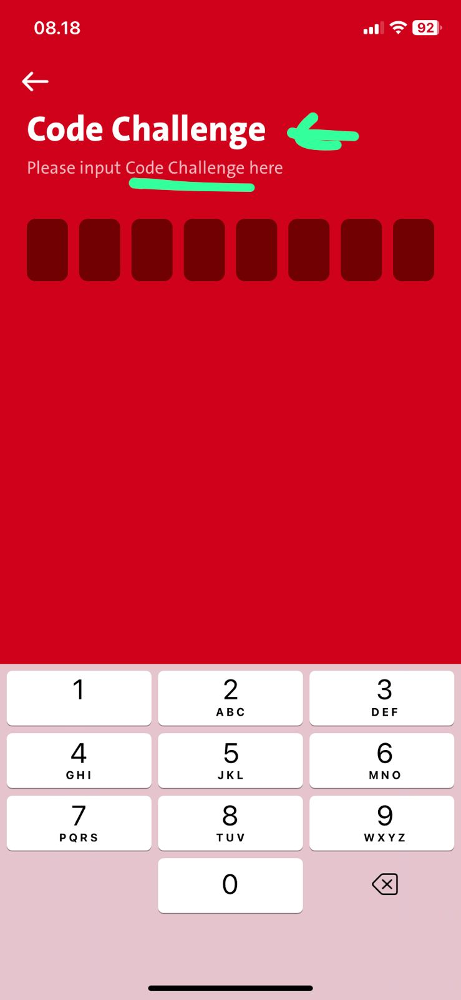 08.18
92
Code Challenge
Please input Code Challenge here
1
2
ABC
3
DEF
4
GHI
5
JKL
6
MNO
7
PQRS
8
TUV
9
WXYZ
0